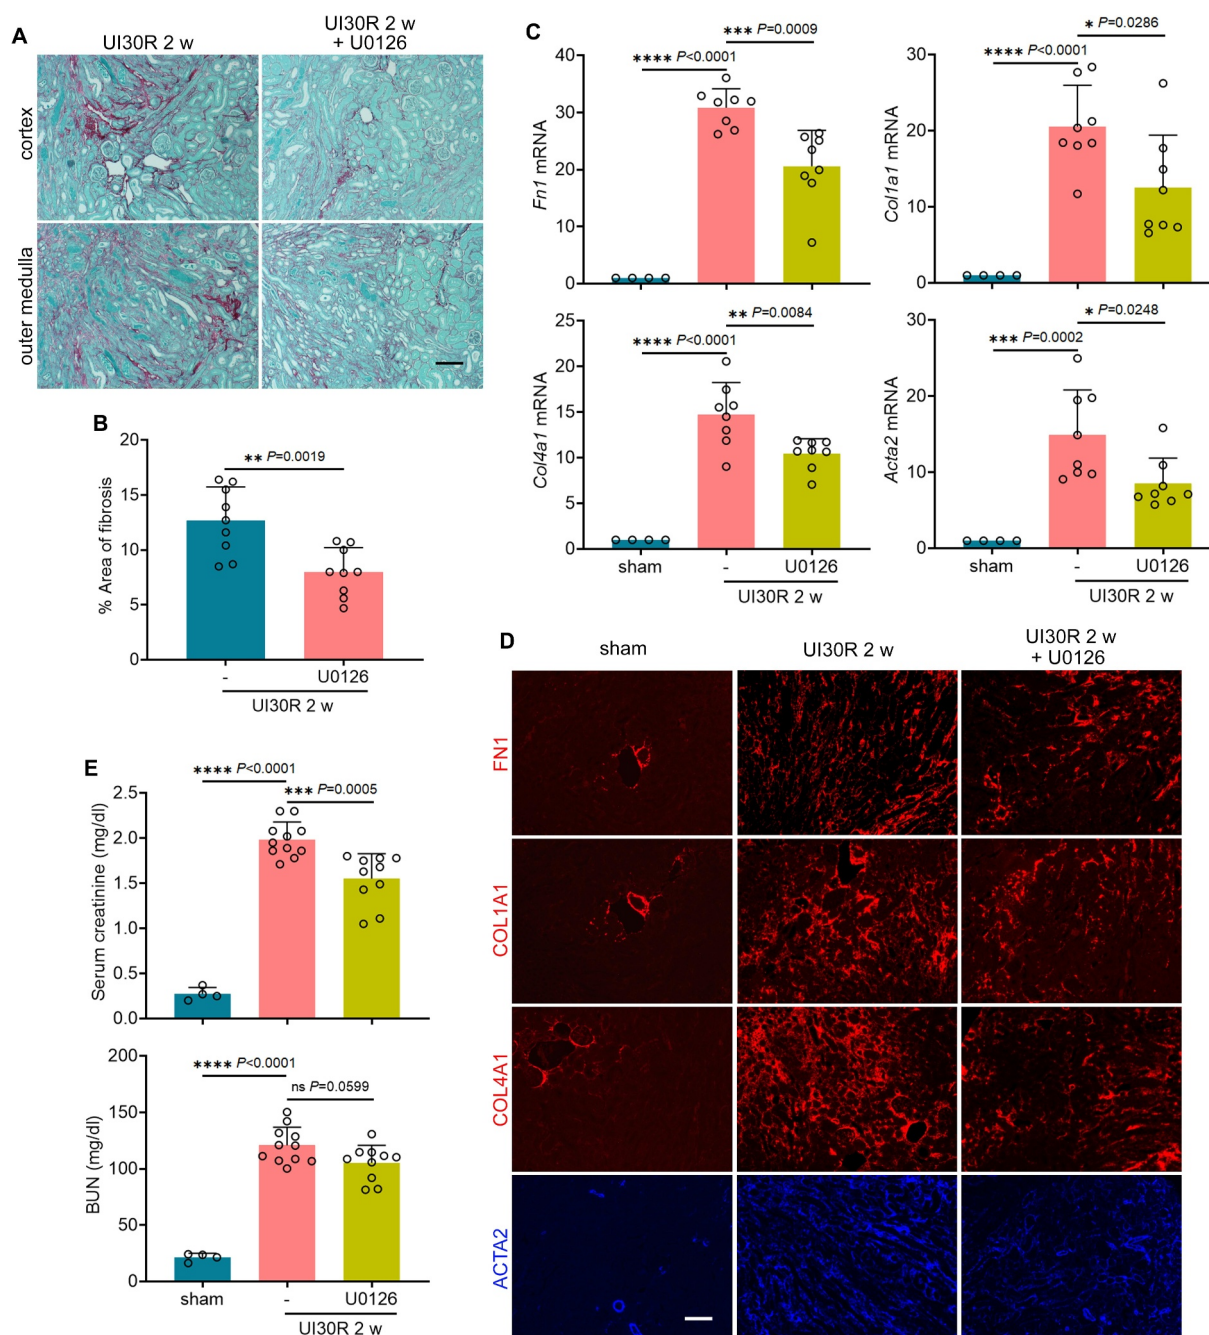 A
UI30R 2 w
UI30R 2 w
+ U0126
cortex
outer medulla
B
20
15
10
5
0
% Area of fibrosis
** P=0.0019
-
U0126
UI30R 2 w
C
40
30
20
10
0
Fn1 mRNA
**** P<0.0001
*** P=0.0009
30
20
10
0
Col1a1 mRNA
**** P<0.0001
* P=0.0286
25
20
15
10
5
0
Col4a1 mRNA
**** P<0.0001
** P=0.0084
sham
-
U0126
UI30R 2 w
30
20
10
0
Acta2 mRNA
*** P=0.0002
* P=0.0248
sham
-
U0126
UI30R 2 w
D
sham
UI30R 2 w
UI30R 2 w
+ U0126
FN1
COL1A1
COL4A1
ACTA2
E
2.5
2.0
1.5
1.0
0.5
0.0
Serum creatinine (mg/dl)
**** P<0.0001
*** P=0.0005
200
150
100
50
0
BUN (mg/dl)
**** P<0.0001
ns P=0.0599
sham
-
U0126
UI30R 2 w